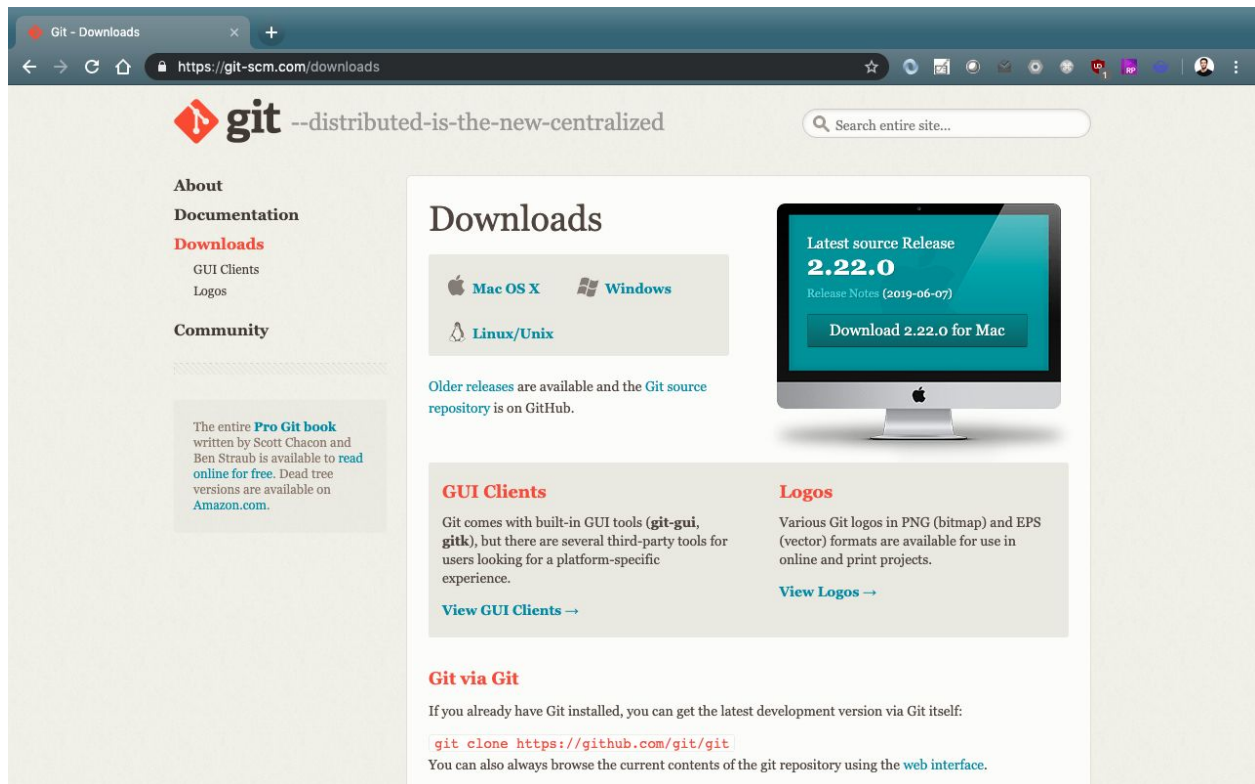 Git - Downloads
https://git-scm.com/downloads
git --distributed-is-the-new-centralized
Search entire site...
About
Documentation
Downloads
GUI Clients
Logos
Community
The entire Pro Git book
written by Scott Chacon and
Ben Straub is available to read
online for free. Dead tree
versions are available on
Amazon.com.
Downloads
Mac OS X
Windows
Linux/Unix
Older releases are available and the Git source
repository is on GitHub.
Latest source Release
2.22.0
Release Notes (2019-06-07)
Download 2.22.0 for Mac
GUI Clients
Git comes with built-in GUI tools (git-gui,
gitk), but there are several third-party tools for
users looking for a platform-specific
experience.
View GUI Clients →
Logos
Various Git logos in PNG (bitmap) and EPS
(vector) formats are available for use in
online and print projects.
View Logos →
Git via Git
If you already have Git installed, you can get the latest development version via Git itself:
git clone https://github.com/git/git
You can also always browse the current contents of the git repository using the web interface.